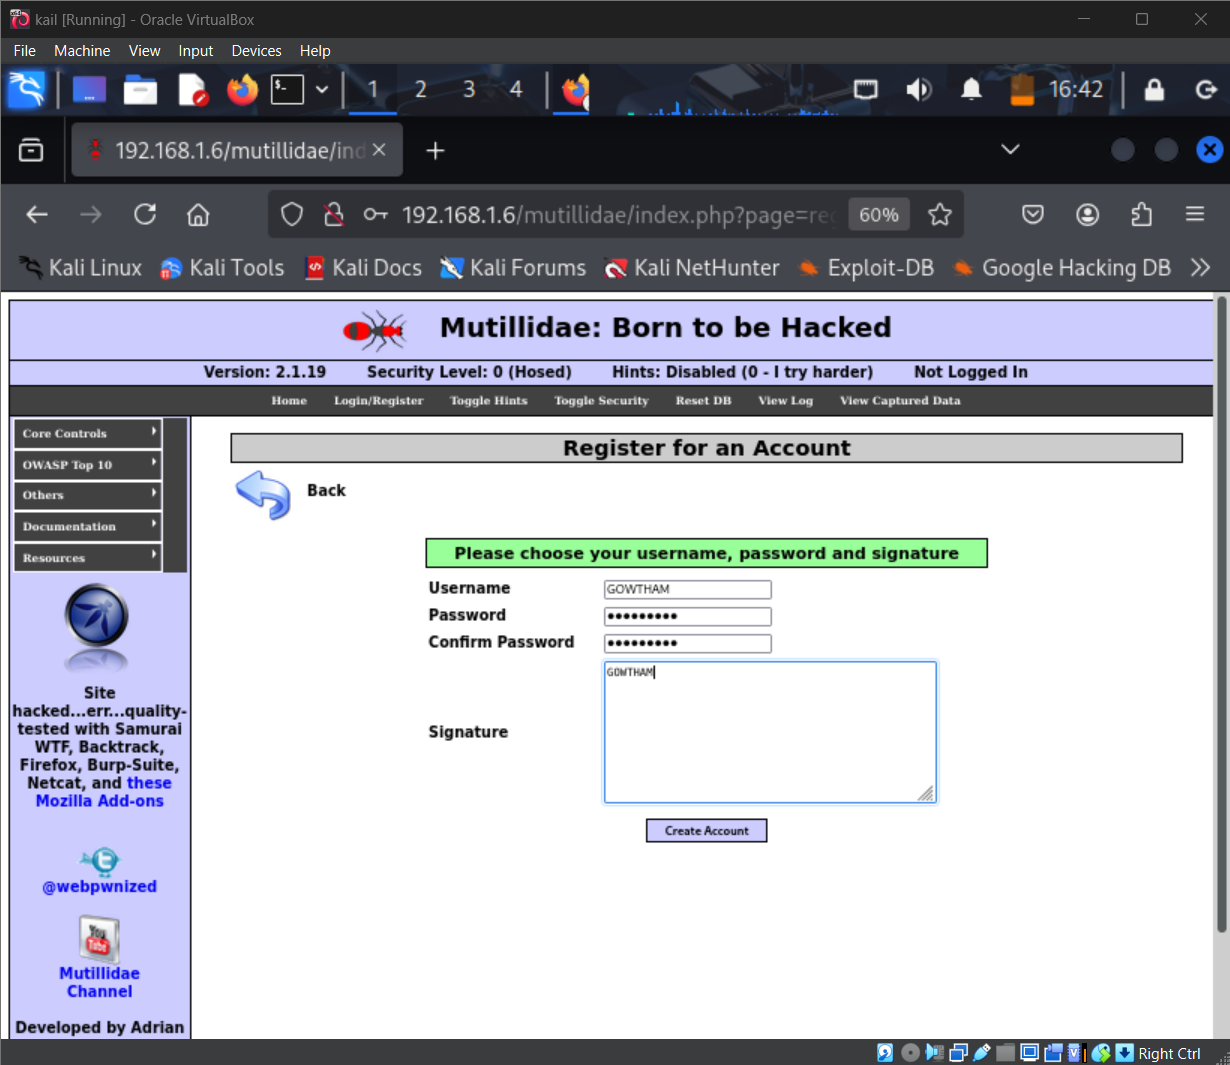 kail [Running] - Oracle VirtualBox
File Machine View Input Devices Help
1 2 3 4 16:42
192.168.1.6/mutillidae/ind
192.168.1.6/mutillidae/index.php?page=reg 60%
Kali Linux Kali Tools Kali Docs Kali Forums Kali NetHunter Exploit-DB Google Hacking DB
Mutillidae: Born to be Hacked
Version: 2.1.19 Security Level: 0 (Hosed) Hints: Disabled (0 - I try harder) Not Logged In
Home Login/Register Toggle Hints Toggle Security Reset DB View Log View Captured Data
Core Controls
OWASP Top 10
Others
Documentation
Resources
Site
hacked...err...quality-
tested with Samurai
WTF, Backtrack,
Firefox, Burp-Suite,
Netcat, and these
Mozilla Add-ons
@webpwnized
You
Tube
Mutillidae
Channel
Developed by Adrian
Register for an Account
Back
Please choose your username, password and signature
Username GOWTHAM
Password •••••••••
Confirm Password •••••••••
Signature GOWTHAM
Create Account
Right Ctrl